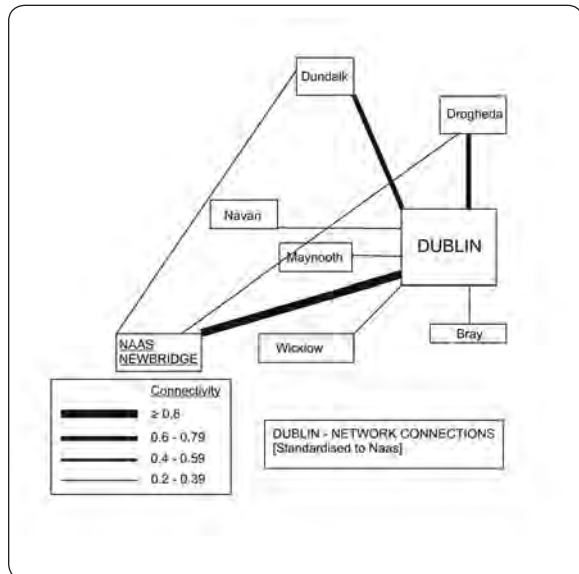 Dundalk
Drogheda
Navan
DUBLIN
Maynooth
NAAS
NEWBRIDGE
Wicklow
Bray
Connectivity
≥ 0.8
0.6 - 0.79
0.4 - 0.59
0.2 - 0.39
DUBLIN - NETWORK CONNECTIONS
[Standardised to Naas]